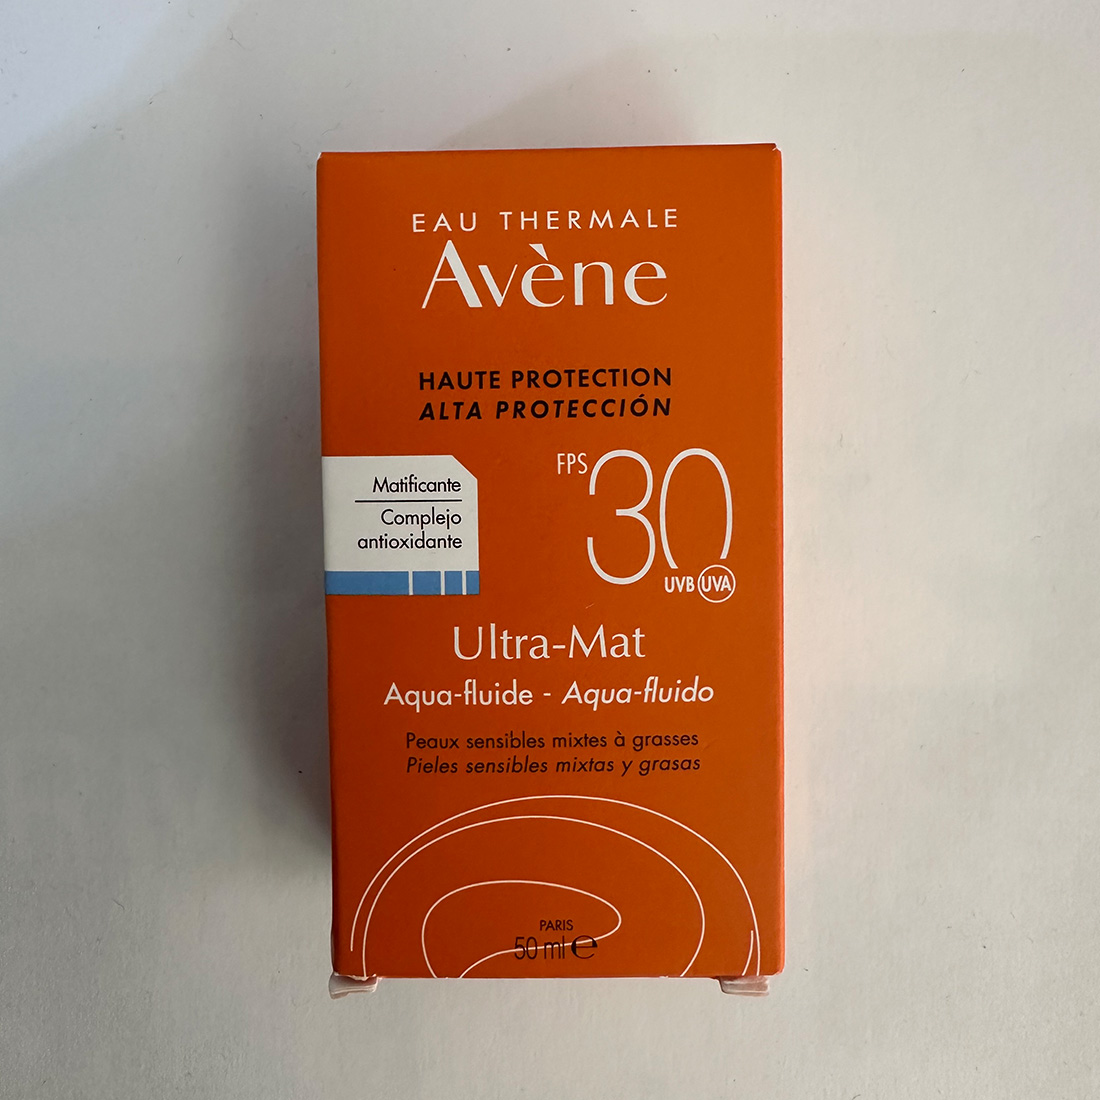 EAU THERMALE
Avène
HAUTE PROTECTION
ALTA PROTECCIÓN
Matificante
Complejo
antioxidante
FPS 30
UVB UVA
Ultra-Mat
Aqua-fluide - Aqua-fluido
Peaux sensibles mixtes à grasses
Pieles sensibles mixtas y grasas
PARIS
50 ml ℮